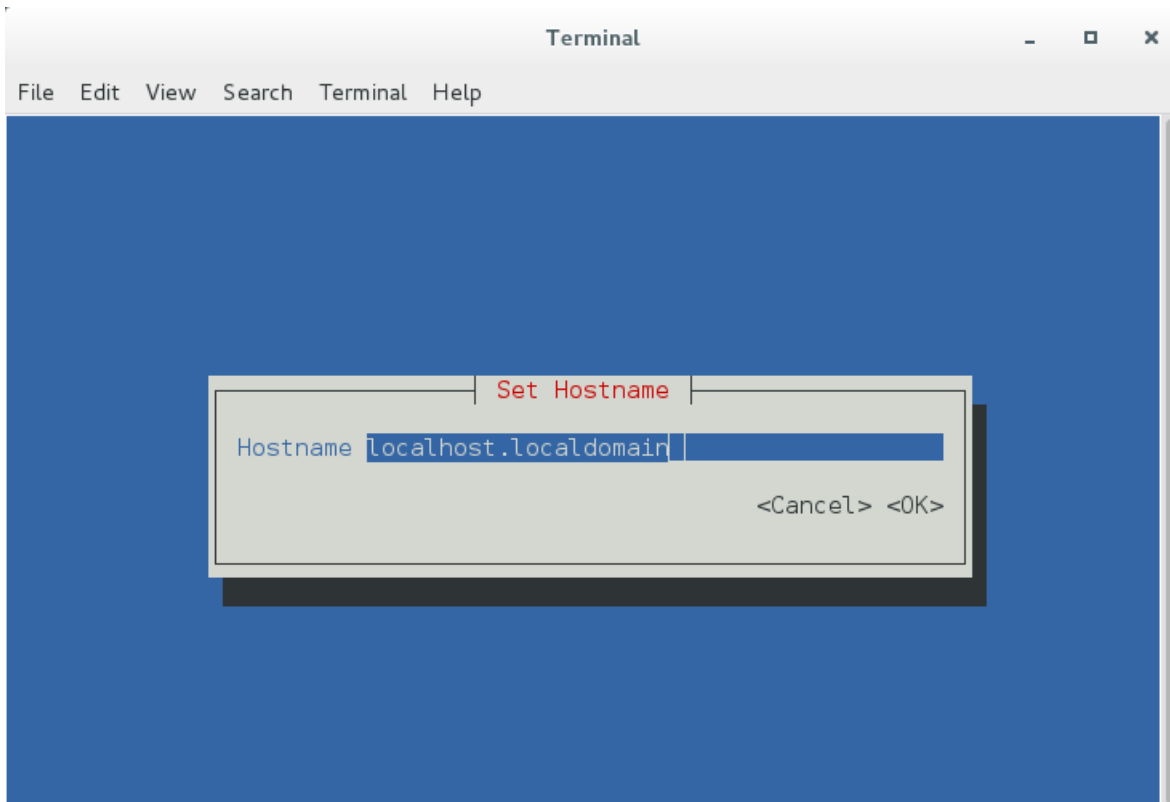 Terminal
File Edit View Search Terminal Help
Set Hostname
Hostname localhost.localdomain
<Cancel> <OK>